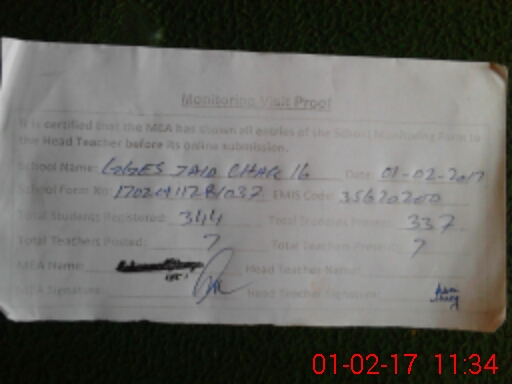 Monitoring Visit Proof
It is certified that the MEA has shown all entries of the School Monitoring Form to
the Head Teacher before its online submission.
School Name: GGES Date: 01-02-2017
School Form No: EMIS Code: 35620200
Total Students Registered: 344 Total Students Present: 337
Total Teachers Posted: 7 Total Teachers Present: 7
MEA Name: Head Teacher Name:
MEA Signature: Head Teacher Signature:
01-02-17 11:34